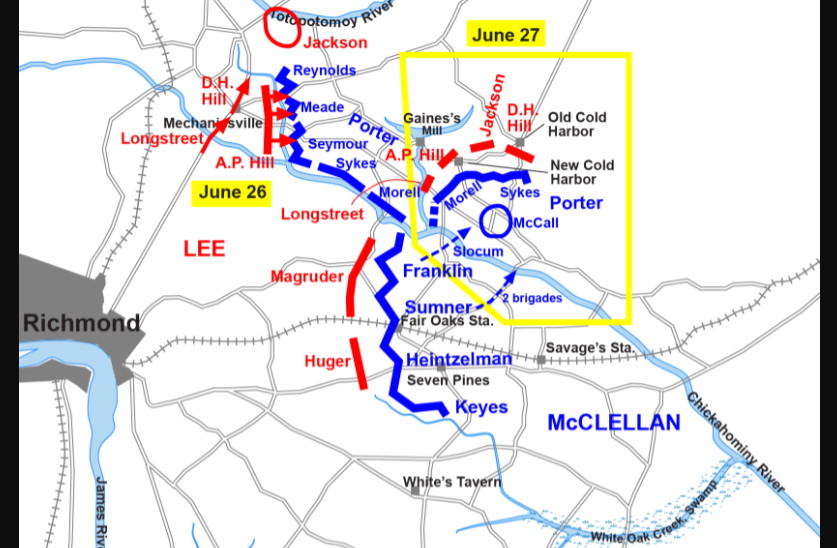 Totopotomoy River
June 27
Jackson
Reynolds
D.H.
Hill
Jackson
D.H.
Hill
Meade
Gaines's
Mill
Old Cold
Harbor
Mechanicsville
Porter
Longstreet
Seymour
A.P. Hill
A.P. Hill
Sykes
New Cold
Harbor
June 26
Morell
Morell
Sykes
Porter
Longstreet
McCall
LEE
Slocum
Franklin
Magruder
2 brigades
Sumner
Richmond
Fair Oaks Sta.
Savage's Sta.
Huger
Heintzelman
Seven Pines
Keyes
McCLELLAN
Chickahominy River
White's Tavern
James Riv
White Oak Creek Swamp